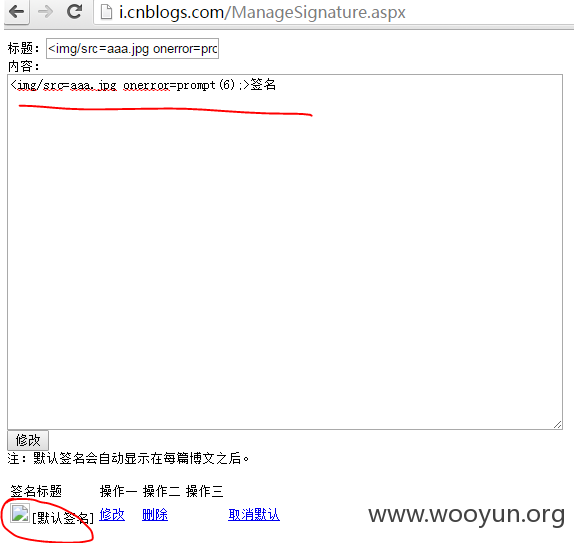 i.cnblogs.com/ManageSignature.aspx
标题: <img/src=aaa.jpg onerror=pro
内容:
<img/src=aaa.jpg onerror=prompt(6);>签名
修改
注: 默认签名会自动显示在每篇博文之后。
签名标题 操作一 操作二 操作三
[默认签名] 修改 删除 取消默认
www.wooyun.org